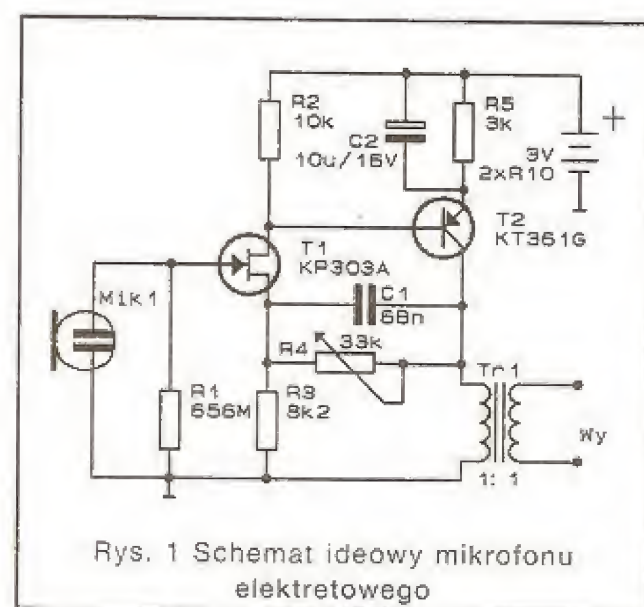 R2
10k
C2
10u/16V
R5
3k
+
3V
2xR10
T2
KT361G
T1
KP303A
Mik1
C1
68n
R4
33k
R1
656M
R3
8k2
Tr1
Wy
1:1
Rys. 1 Schemat ideowy mikrofonu
elektretowego